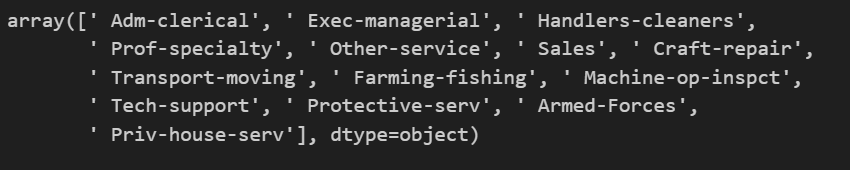 array([' Adm-clerical', ' Exec-managerial', ' Handlers-cleaners',
' Prof-specialty', ' Other-service', ' Sales', ' Craft-repair',
' Transport-moving', ' Farming-fishing', ' Machine-op-inspct',
' Tech-support', ' Protective-serv', ' Armed-Forces',
' Priv-house-serv'], dtype=object)